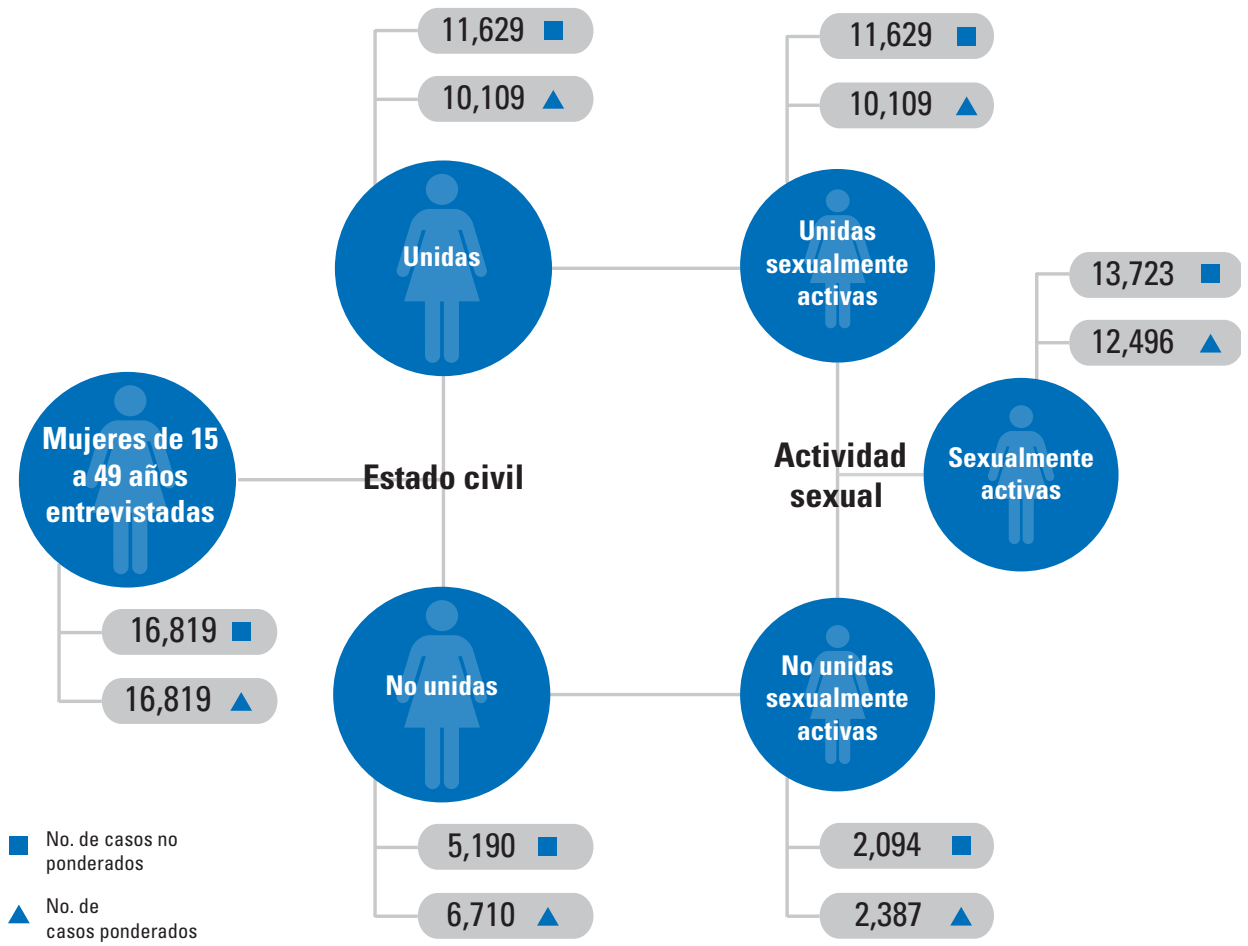 11,629
10,109
Unidas
11,629
10,109
Unidas
sexualmente
activas
13,723
12,496
Mujeres de 15
a 49 años
entrevistadas
Estado civil
Actividad
sexual
Sexualmente
activas
16,819
16,819
No unidas
No unidas
sexualmente
activas
5,190
6,710
2,094
2,387
No. de casos no
ponderados
No. de
casos ponderados